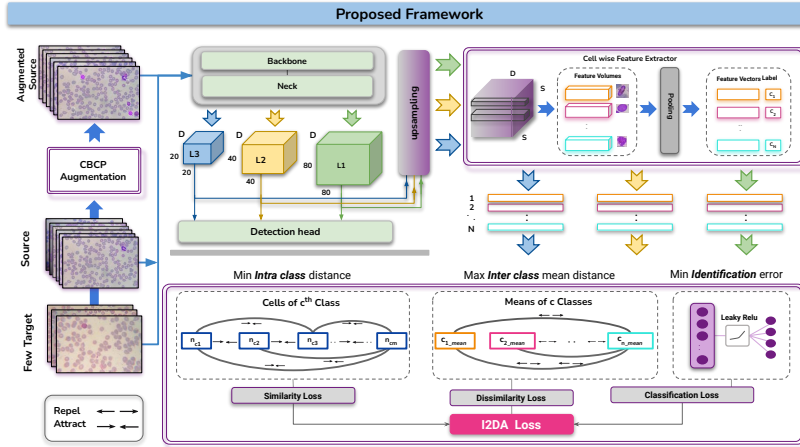 Proposed Framework
Augmented
Source
CBCP
Augmentation
Source
Few Target
Repel
Attract
Backbone
Neck
D
L3
20
20
D
L2
40
40
D
L1
80
80
Detection head
upsampling
Cell wise Feature Extractor
D
S
S
Feature Volumes
Pooling
Feature Vectors Label
C1
C2
CN
1
2
N
Min Intra class distance
Max Inter class mean distance
Min Identification error
Cells of cth Class
nc1
nc2
nc3
ncm
Means of c Classes
C1_mean
C2_mean
Cn_mean
Leaky Relu
Similarity Loss
Dissimilarity Loss
Classification Loss
I2DA Loss